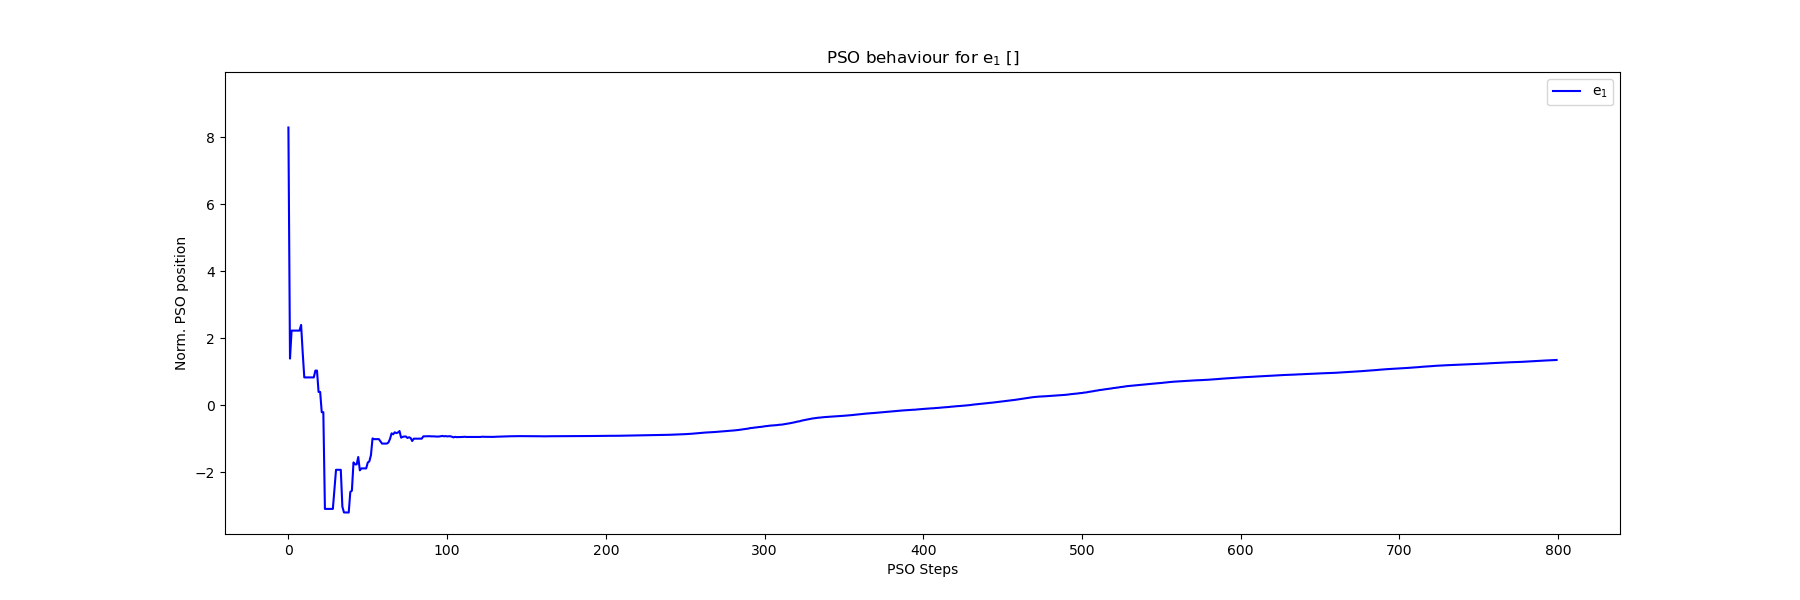 PSO behaviour for e₁ []
e₁
Norm. PSO position
8
6
4
2
0
−2
0 100 200 300 400 500 600 700 800
PSO Steps